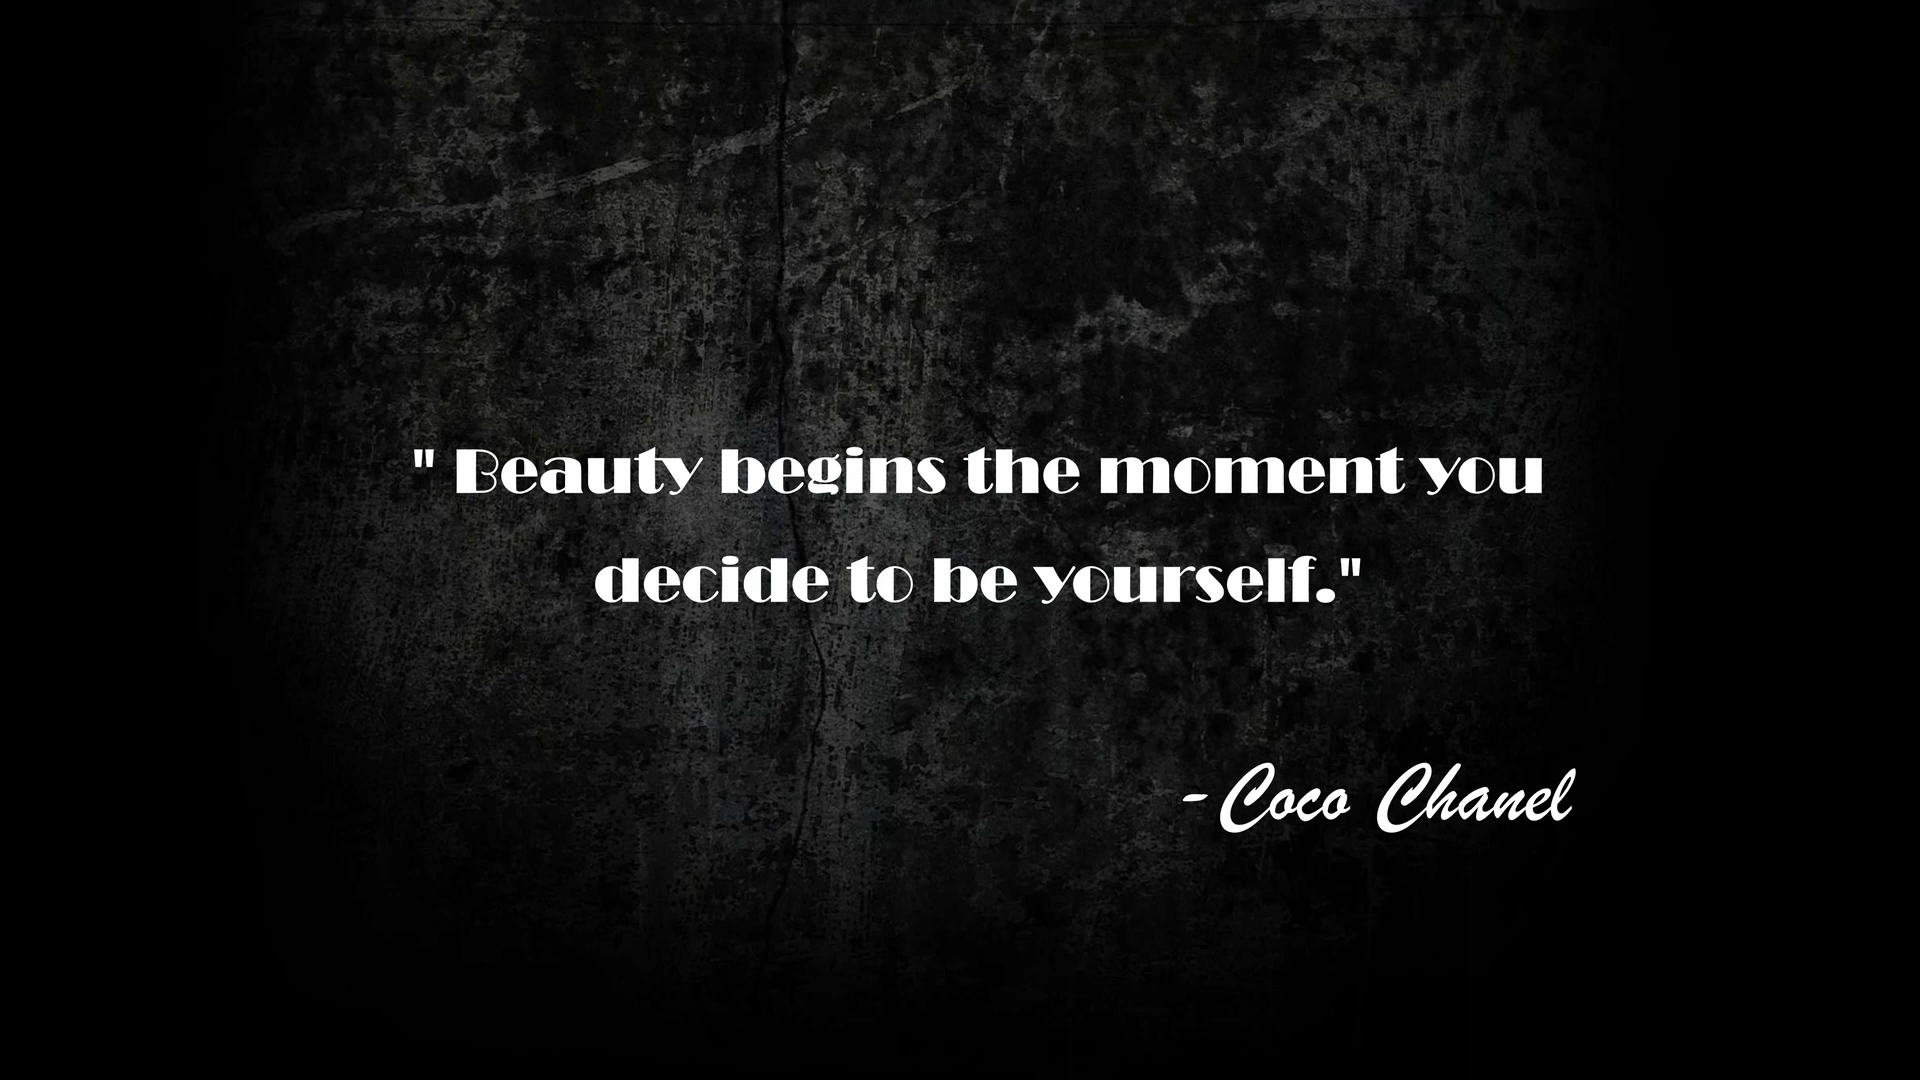 " Beauty begins the moment you
decide to be yourself."
- Coco Chanel